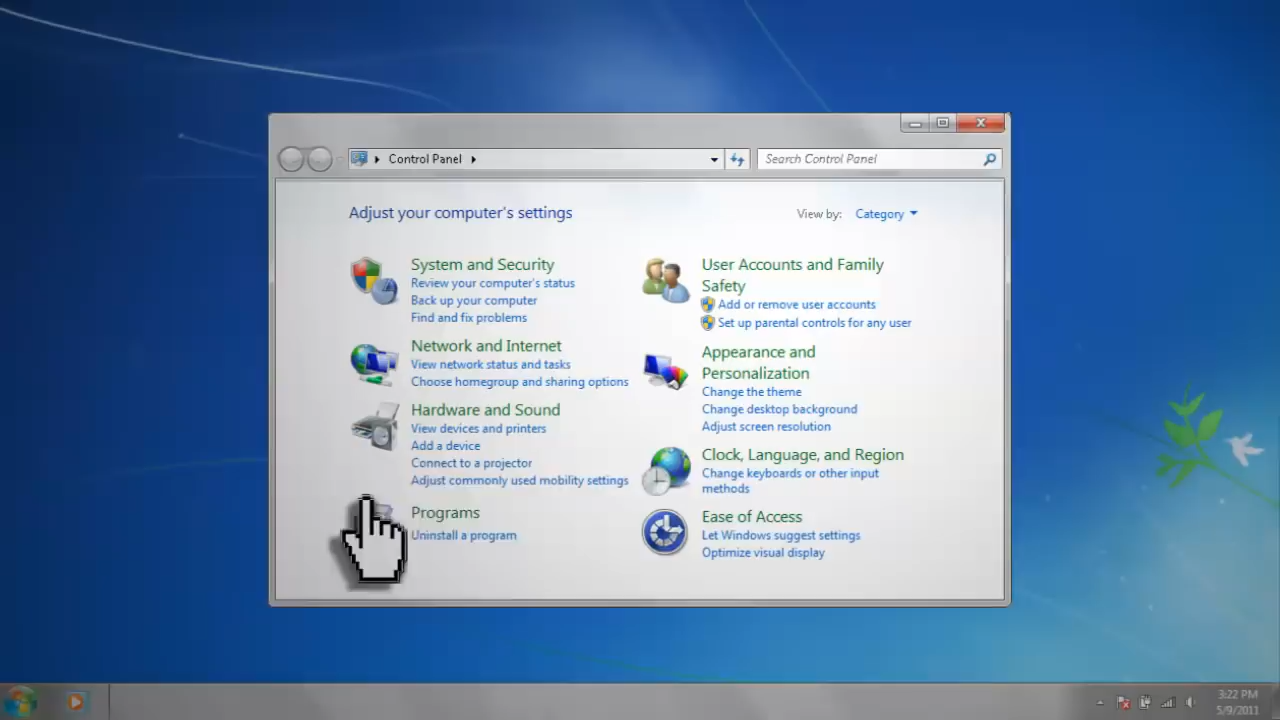 Control Panel
Search Control Panel
Adjust your computer's settings
View by: Category
System and Security
Review your computer's status
Back up your computer
Find and fix problems
Network and Internet
View network status and tasks
Choose homegroup and sharing options
Hardware and Sound
View devices and printers
Add a device
Connect to a projector
Adjust commonly used mobility settings
Programs
Uninstall a program
User Accounts and Family
Safety
Add or remove user accounts
Set up parental controls for any user
Appearance and
Personalization
Change the theme
Change desktop background
Adjust screen resolution
Clock, Language, and Region
Change keyboards or other input
methods
Ease of Access
Let Windows suggest settings
Optimize visual display
3:22 PM
5/9/2011